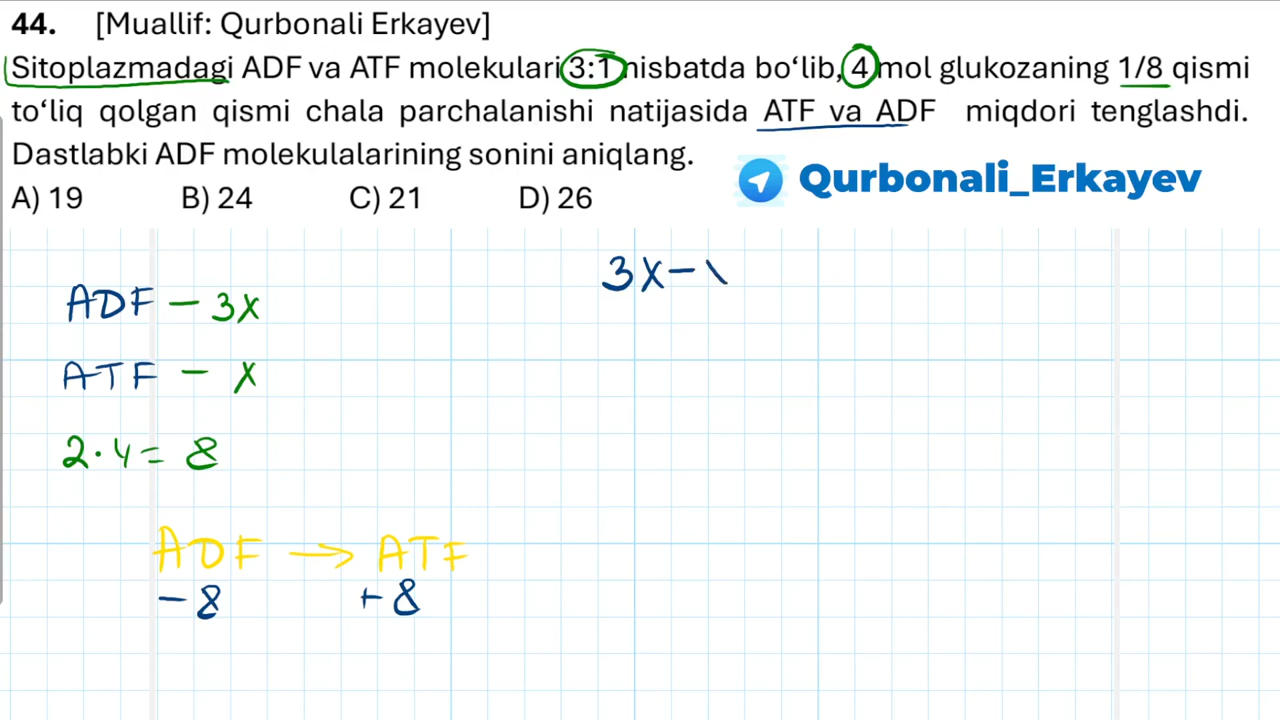 44. [Muallif: Qurbonali Erkayev]
Sitoplazmadagi ADF va ATF molekulari 3:1 nisbatda bo‘lib, 4 mol glukozaning 1/8 qismi
to‘liq qolgan qismi chala parchalanishi natijasida ATF va ADF miqdori tenglashdi.
Dastlabki ADF molekulalarining sonini aniqlang.
A) 19 B) 24 C) 21 D) 26
Qurbonali_Erkayev
3x-
ADF - 3x
ATF - x
2·4= 8
ADF → ATF
-8 +8